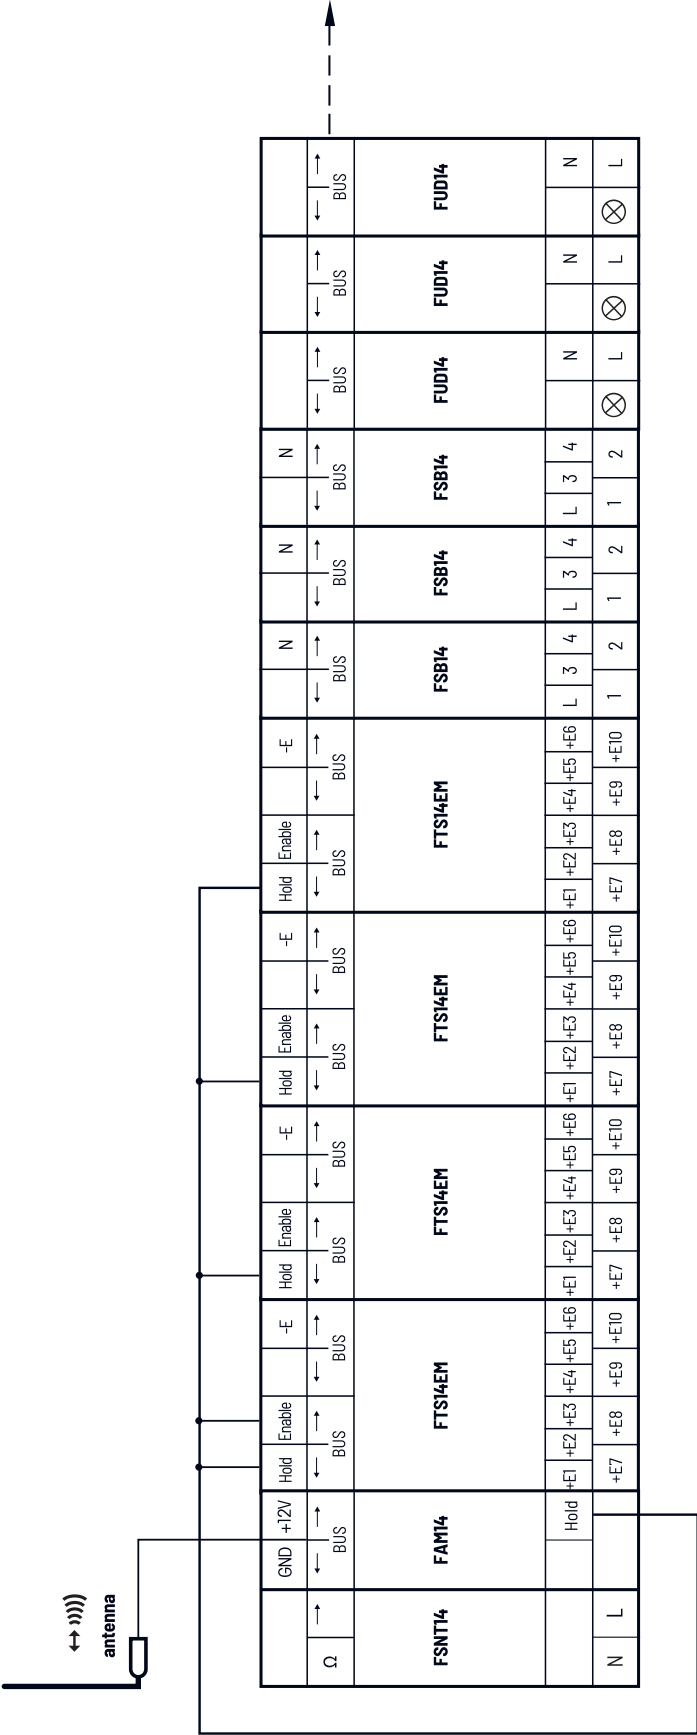 antenna
GND +12V Hold Enable -E Hold Enable -E Hold Enable -E Hold Enable -E N N N
Ω BUS BUS BUS BUS BUS BUS BUS BUS BUS BUS BUS BUS BUS BUS BUS
FSNT14 FAM14 FTS14EM FTS14EM FTS14EM FTS14EM FSB14 FSB14 FSB14 FUD14 FUD14 FUD14
Hold +E1 +E2 +E3 +E4 +E5 +E6 +E1 +E2 +E3 +E4 +E5 +E6 +E1 +E2 +E3 +E4 +E5 +E6 +E1 +E2 +E3 +E4 +E5 +E6 L 3 4 L 3 4 L 3 4 N N N
N L +E7 +E8 +E9 +E10 +E7 +E8 +E9 +E10 +E7 +E8 +E9 +E10 +E7 +E8 +E9 +E10 1 2 1 2 1 2 L L L